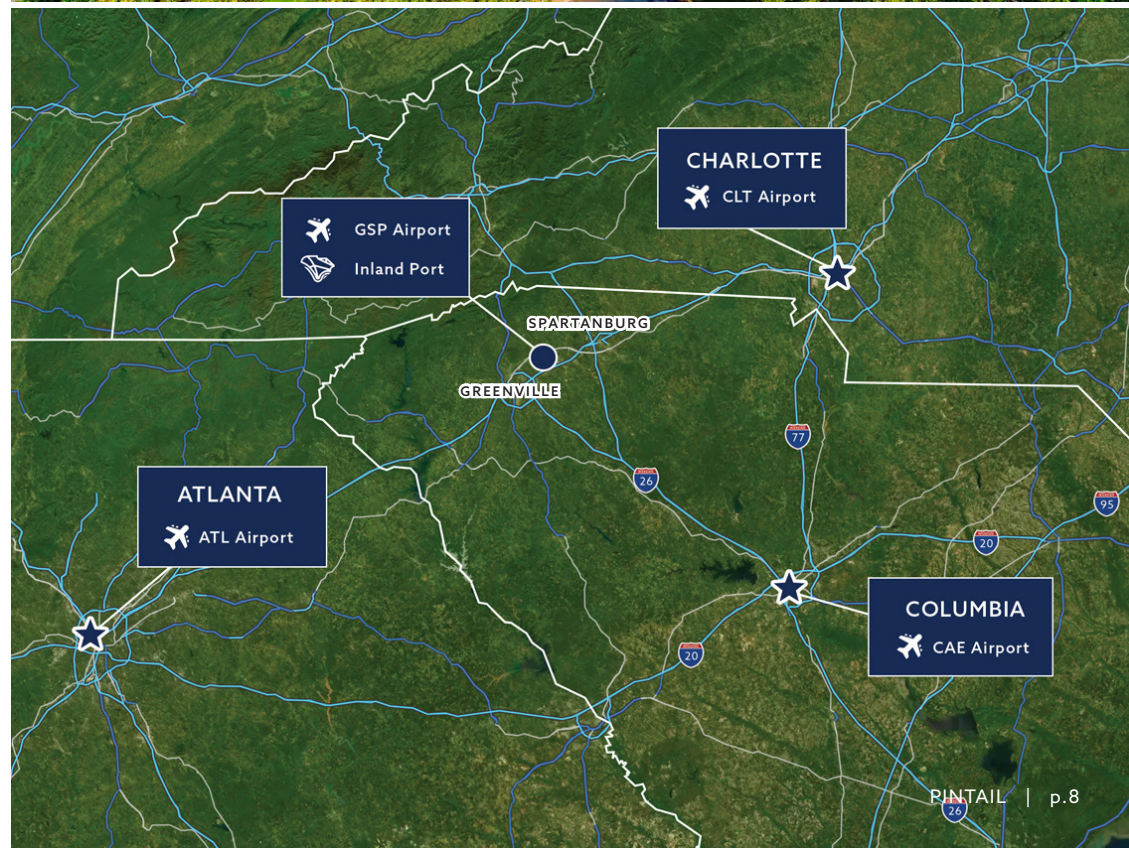 CHARLOTTE
CLT Airport
GSP Airport
Inland Port
SPARTANBURG
GREENVILLE
77
26
ATLANTA
ATL Airport
95
20
COLUMBIA
CAE Airport
20
PINTAIL | p.8
26